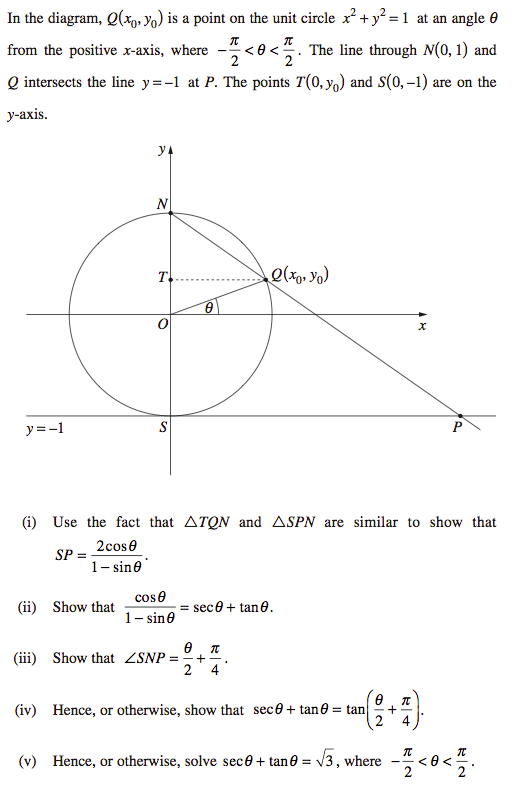 In the diagram, Q(x₀, y₀) is a point on the unit circle x² + y² = 1 at an angle θ
from the positive x-axis, where −π/2 < θ < π/2. The line through N(0, 1) and
Q intersects the line y = −1 at P. The points T(0, y₀) and S(0, −1) are on the
y-axis.
y
N
T
Q(x₀, y₀)
θ
O
x
y = −1
S
P
(i) Use the fact that △TQN and △SPN are similar to show that
SP = 2cosθ/(1 − sinθ).
(ii) Show that cosθ/(1 − sinθ) = secθ + tanθ.
(iii) Show that ∠SNP = θ/2 + π/4.
(iv) Hence, or otherwise, show that secθ + tanθ = tan(θ/2 + π/4).
(v) Hence, or otherwise, solve secθ + tanθ = √3, where −π/2 < θ < π/2.